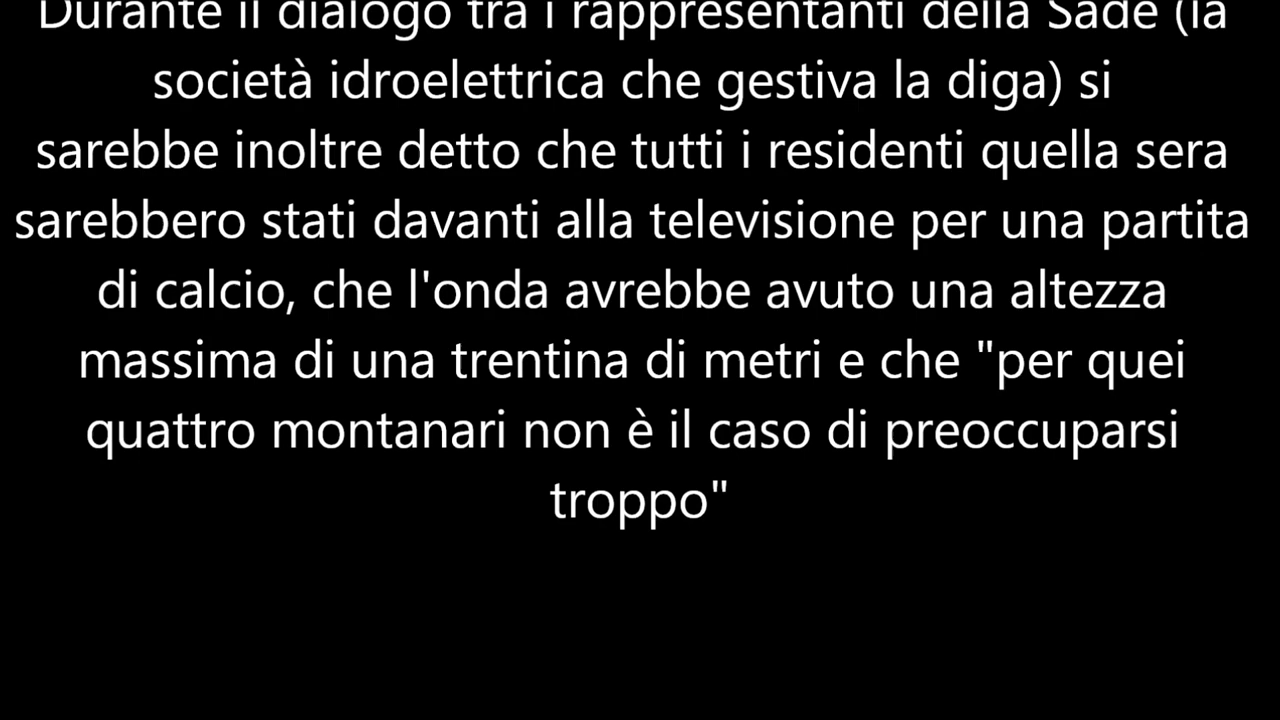 Durante il dialogo tra i rappresentanti della Sade (la
società idroelettrica che gestiva la diga) si
sarebbe inoltre detto che tutti i residenti quella sera
sarebbero stati davanti alla televisione per una partita
di calcio, che l'onda avrebbe avuto una altezza
massima di una trentina di metri e che "per quei
quattro montanari non è il caso di preoccuparsi
troppo"